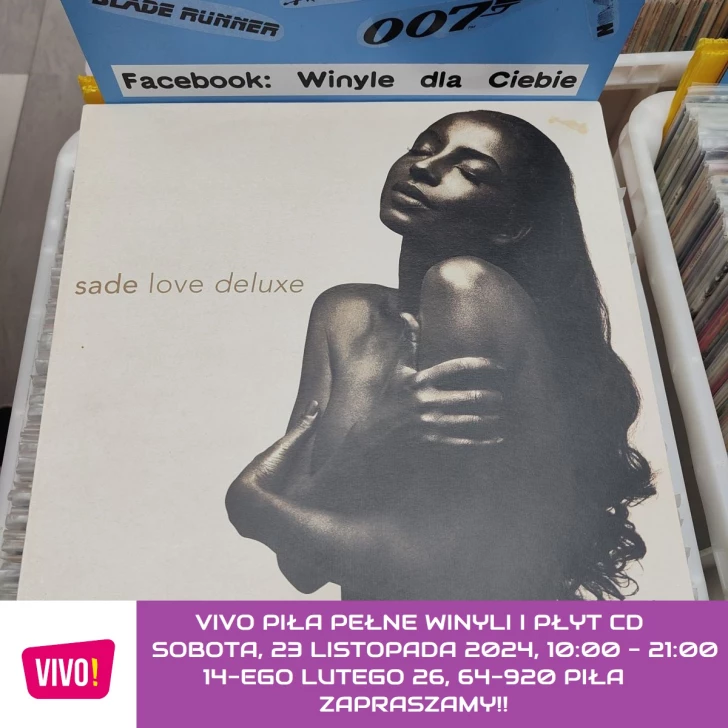 BLADE RUNNER
007
Facebook: Winyle dla Ciebie
sade love deluxe
VIVO!
VIVO PIŁA PEŁNE WINYLI I PŁYT CD
SOBOTA, 23 LISTOPADA 2024, 10:00 - 21:00
14-EGO LUTEGO 26, 64-920 PIŁA
ZAPRASZAMY!!